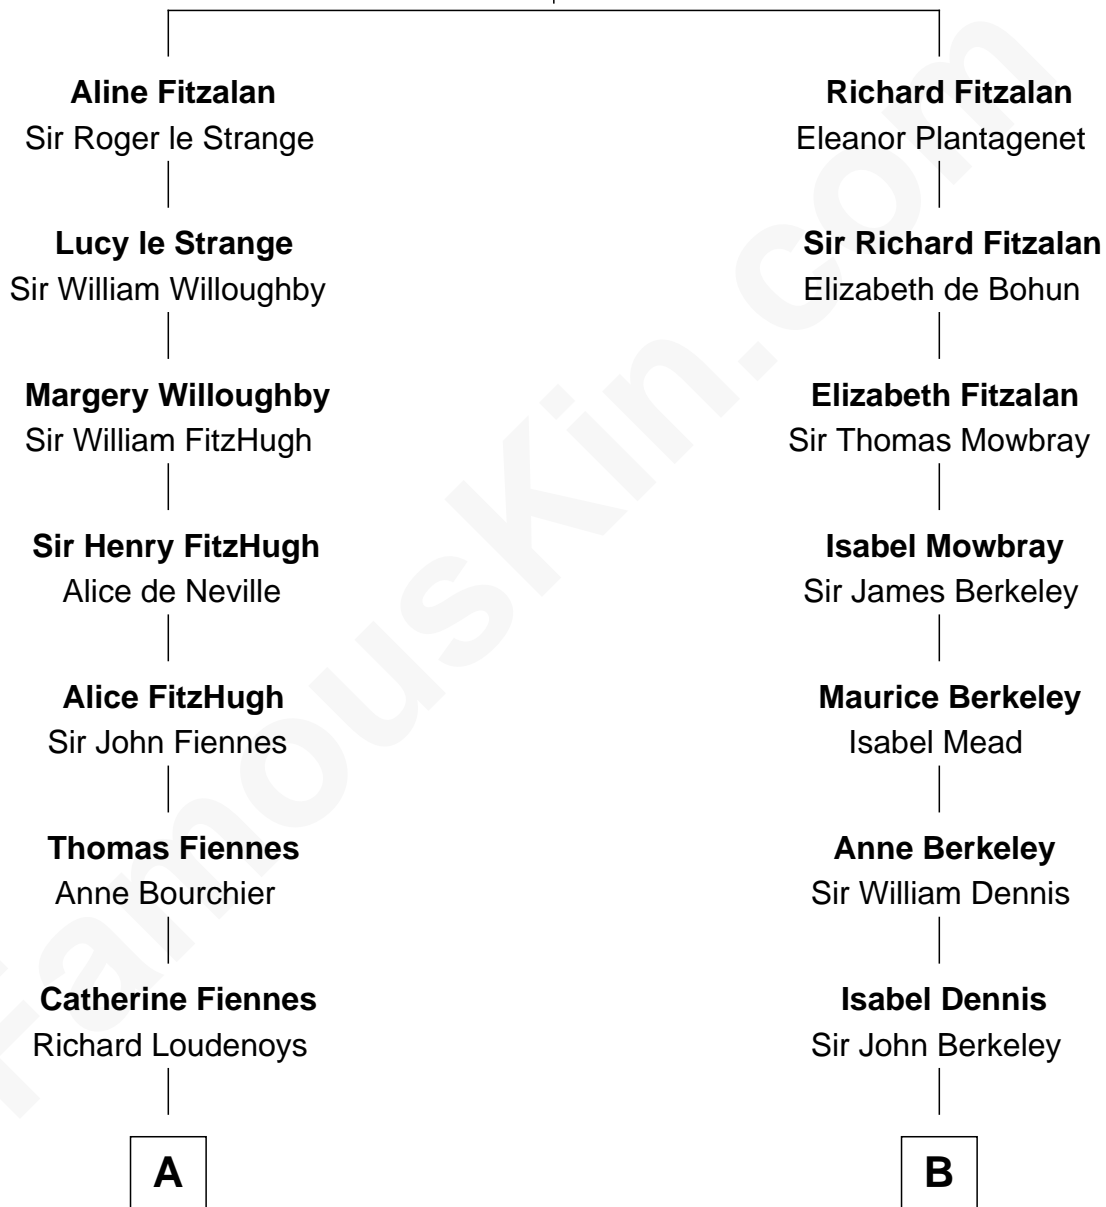 Aline Fitzalan
Sir Roger le Strange
Lucy le Strange
Sir William Willoughby
Margery Willoughby
Sir William FitzHugh
Sir Henry FitzHugh
Alice de Neville
Alice FitzHugh
Sir John Fiennes
Thomas Fiennes
Anne Bourchier
Catherine Fiennes
Richard Loudenoys
A
Richard Fitzalan
Eleanor Plantagenet
Sir Richard Fitzalan
Elizabeth de Bohun
Elizabeth Fitzalan
Sir Thomas Mowbray
Isabel Mowbray
Sir James Berkeley
Maurice Berkeley
Isabel Mead
Anne Berkeley
Sir William Dennis
Isabel Dennis
Sir John Berkeley
B
FamousKin.com